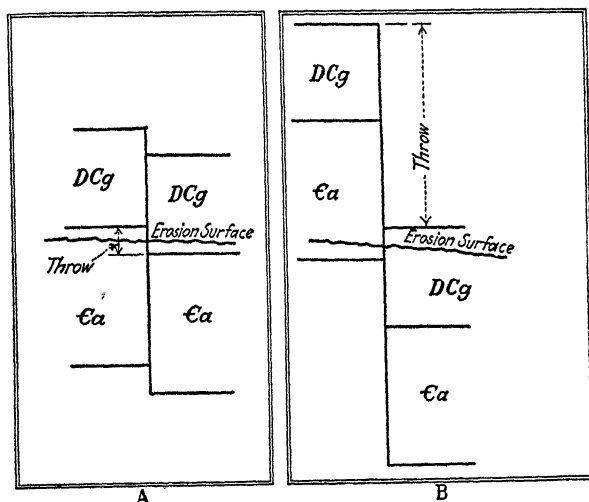 DCg
DCg
Erosion Surface
Throw
Ꞓa
Ꞓa
A
DCg
Throw
Ꞓa
Erosion Surface
DCg
Ꞓa
B